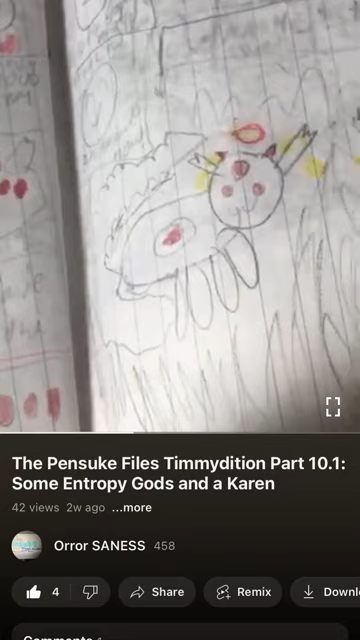 The Pensuke Files Timmydition Part 10.1:
Some Entropy Gods and a Karen
42 views 2w ago ...more
Orror SANESS 458
4 Share Remix